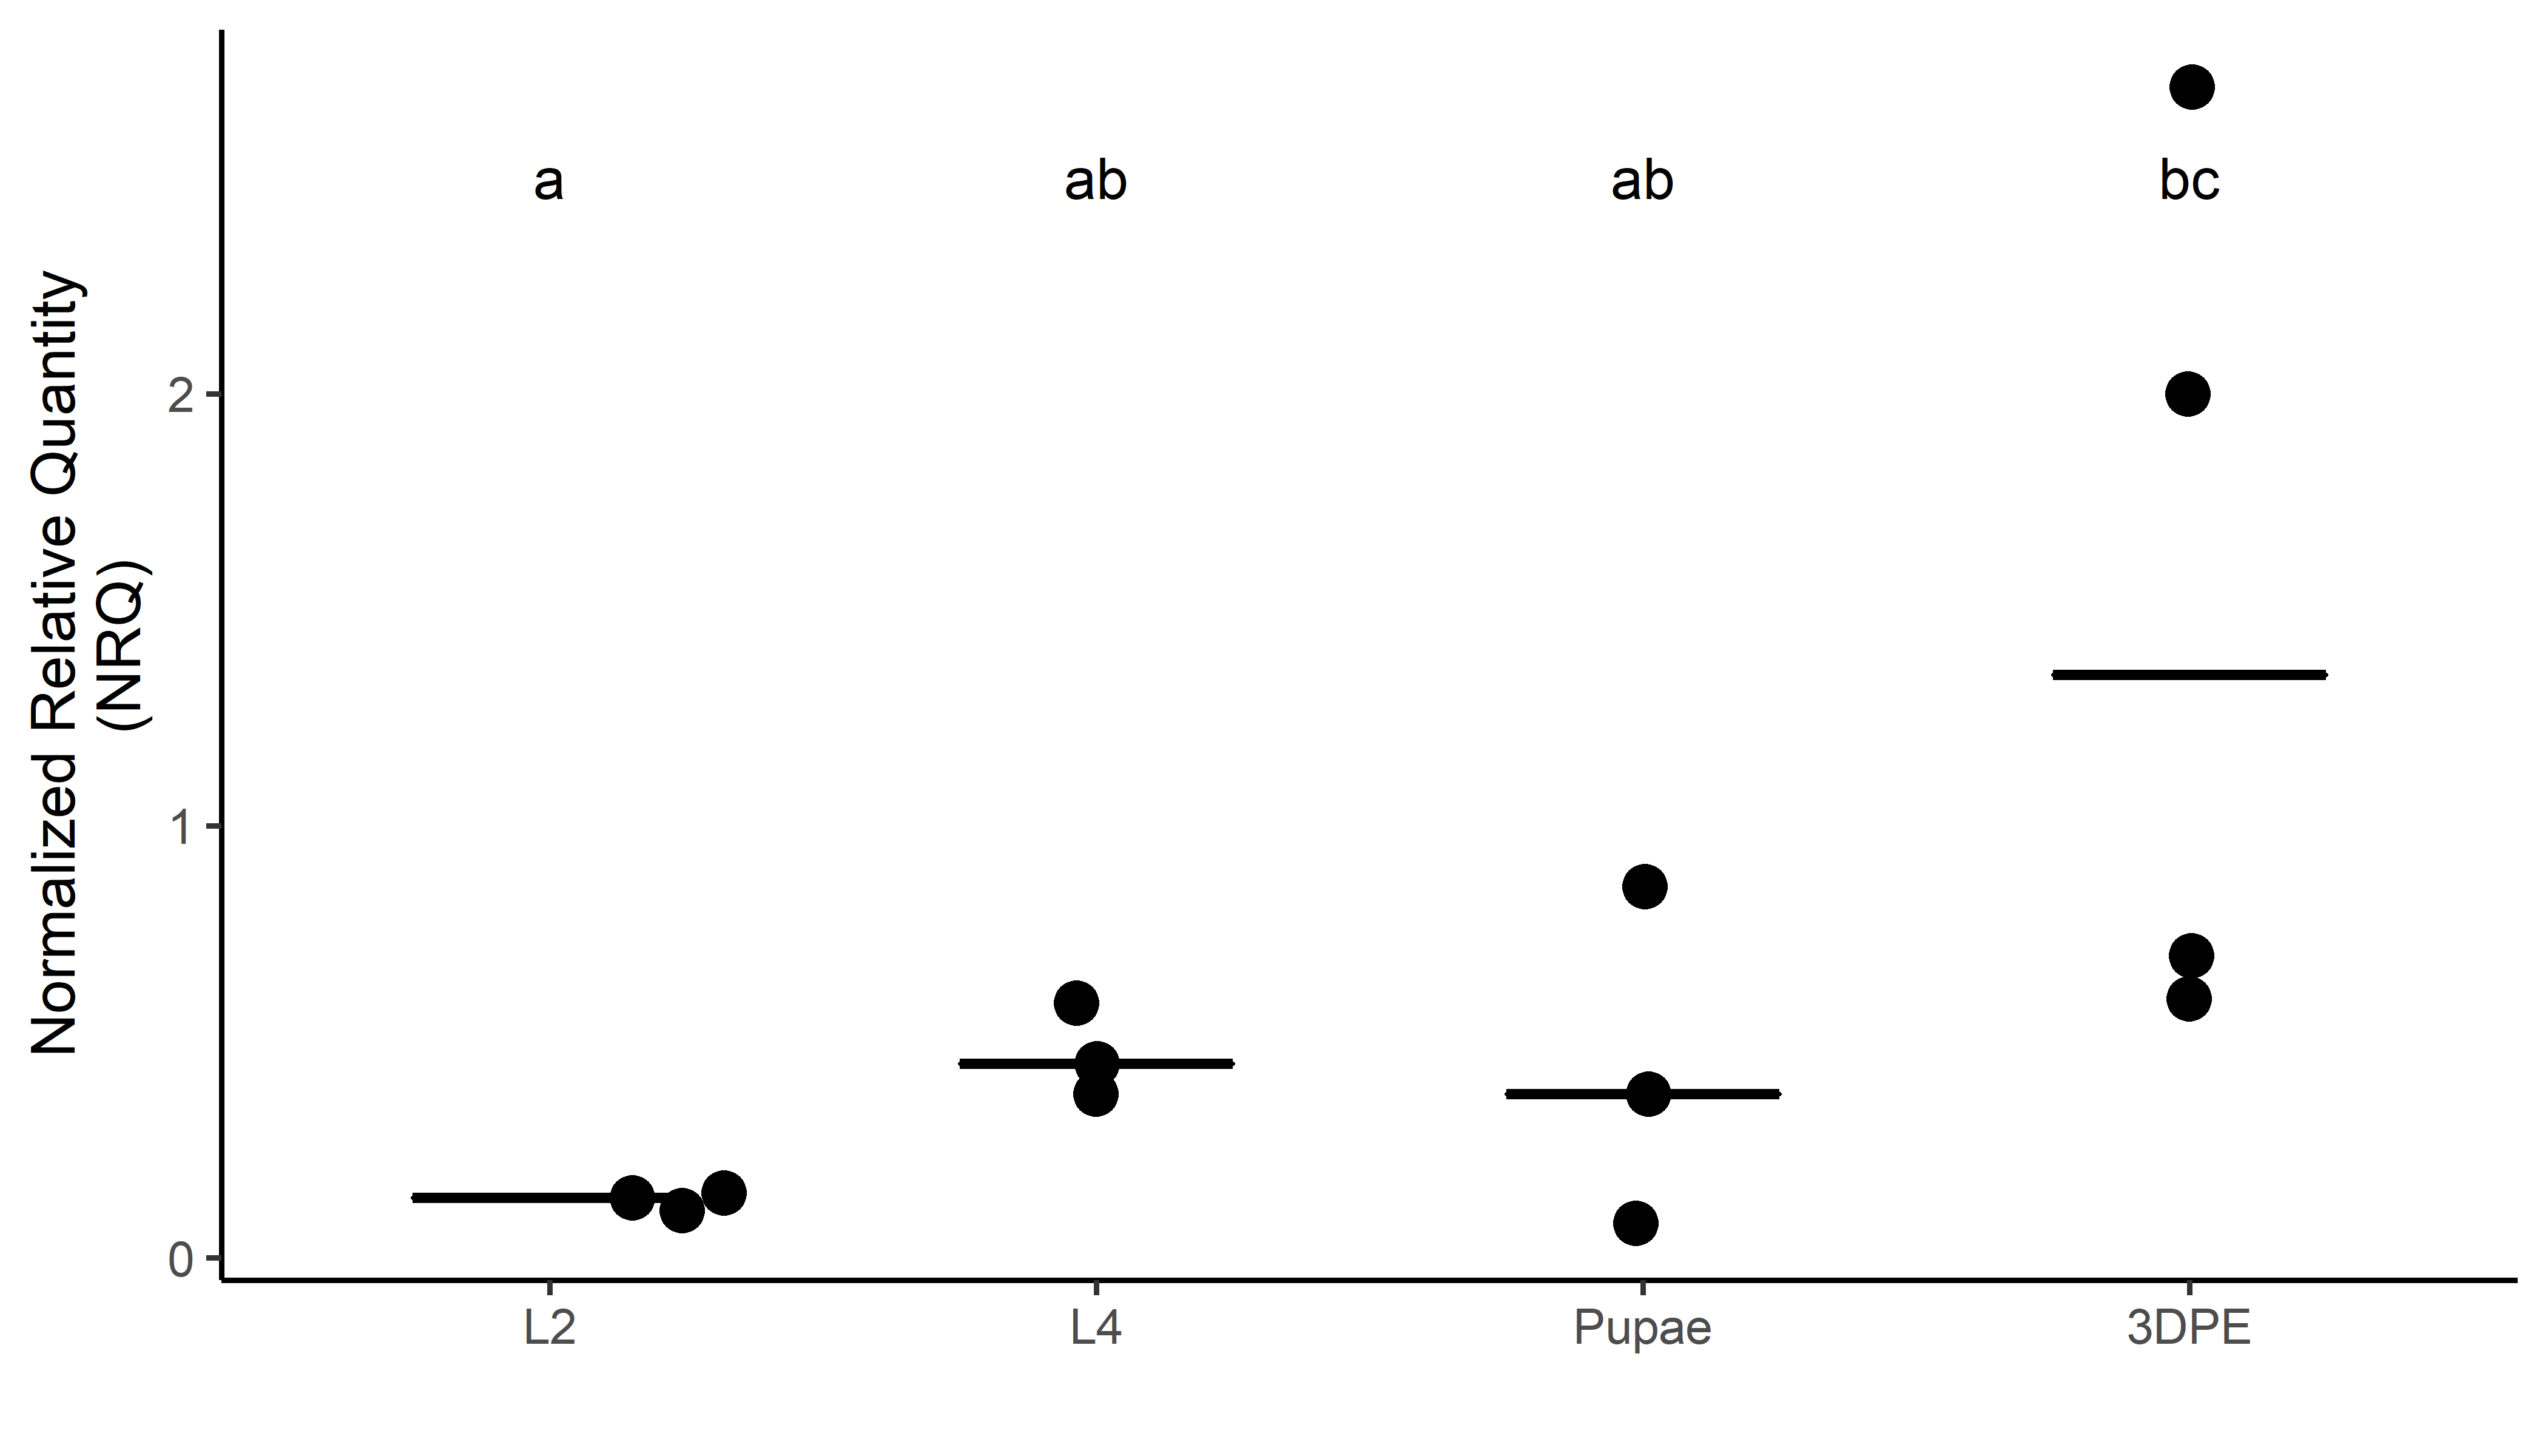 Normalized Relative Quantity
(NRQ)
a ab ab bc
2
1
0
L2 L4 Pupae 3DPE